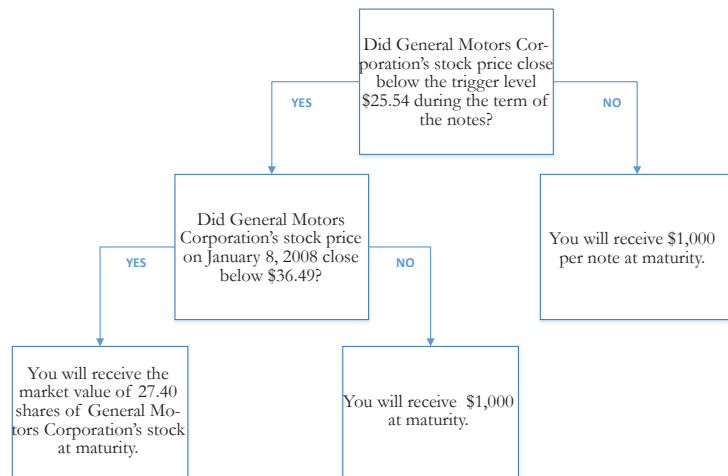 Did General Motors Cor-
poration's stock price close
below the trigger level
$25.54 during the term of
the notes?
YES
NO
Did General Motors
Corporation's stock price
on January 8, 2008 close
below $36.49?
You will receive $1,000
per note at maturity.
YES
NO
You will receive the
market value of 27.40
shares of General Mo-
tors Corporation's stock
at maturity.
You will receive $1,000
at maturity.